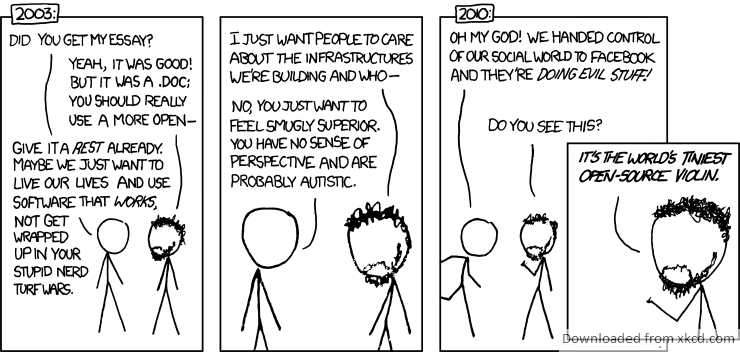 2003:
DID YOU GET MY ESSAY?
YEAH, IT WAS GOOD!
BUT IT WAS A .DOC;
YOU SHOULD REALLY
USE A MORE OPEN—
GIVE IT A REST ALREADY.
MAYBE WE JUST WANT TO
LIVE OUR LIVES AND USE
SOFTWARE THAT WORKS,
NOT GET
WRAPPED
UP IN YOUR
STUPID NERD
TURF WARS.
I JUST WANT PEOPLE TO CARE
ABOUT THE INFRASTRUCTURES
WE'RE BUILDING AND WHO—
NO, YOU JUST WANT TO
FEEL SMUGLY SUPERIOR.
YOU HAVE NO SENSE OF
PERSPECTIVE AND ARE
PROBABLY AUTISTIC.
2010:
OH MY GOD! WE HANDED CONTROL
OF OUR SOCIAL WORLD TO FACEBOOK
AND THEY'RE DOING EVIL STUFF!
DO YOU SEE THIS?
IT'S THE WORLD'S TINIEST
OPEN-SOURCE VIOLIN.
Downloaded from xkcd.com